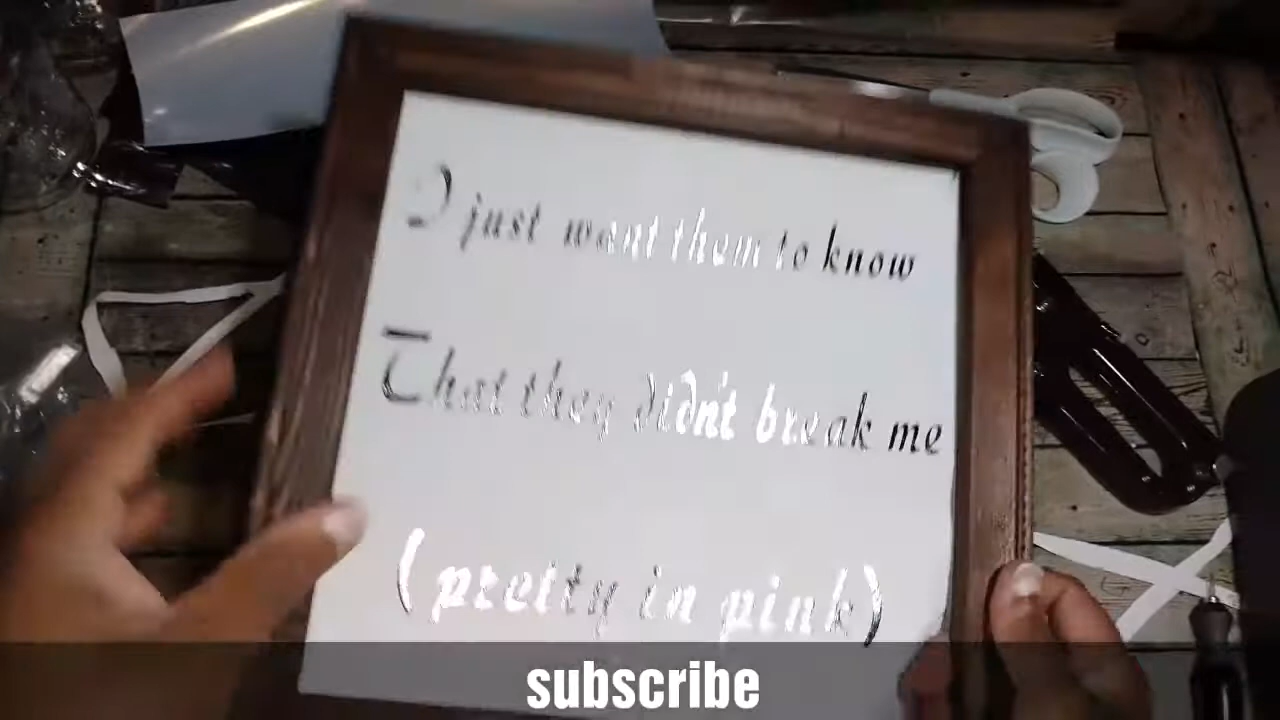 I just want them to know
That they didn't break me
(pretty in pink)
subscribe